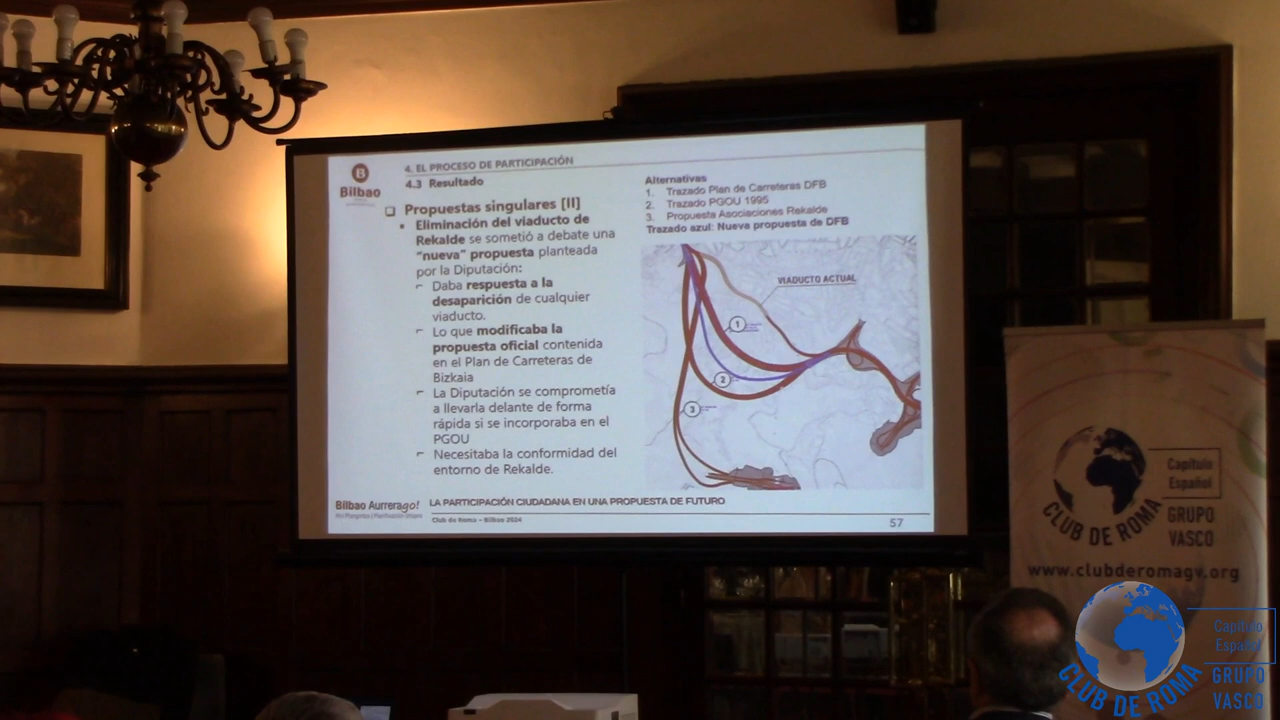 Bilbao
4. EL PROCESO DE PARTICIPACIÓN
4.3 Resultado
Propuestas singulares [II]
Eliminación del viaducto de
Rekalde se sometió a debate una
"nueva" propuesta planteada
por la Diputación:
Daba respuesta a la
desaparición de cualquier
viaducto.
Lo que modificaba la
propuesta oficial contenida
en el Plan de Carreteras de
Bizkaia
La Diputación se comprometía
a llevarla delante de forma
rápida si se incorporaba en el
PGOU
Necesitaba la conformidad del
entorno de Rekalde.
Alternativas
1. Trazado Plan de Carreteras DFB
2. Trazado PGOU 1995
3. Propuesta Asociaciones Rekalde
Trazado azul: Nueva propuesta de DFB
VIADUCTO ACTUAL
1
2
3
Bilbao Aurrerago!
LA PARTICIPACIÓN CIUDADANA EN UNA PROPUESTA DE FUTURO
Club de Roma – Bilbao 2024
57
CLUB DE ROMA
Capítulo
Español
GRUPO
VASCO
www.clubderomagv.org
CLUB DE ROMA
Capítulo
Español
GRUPO
VASCO